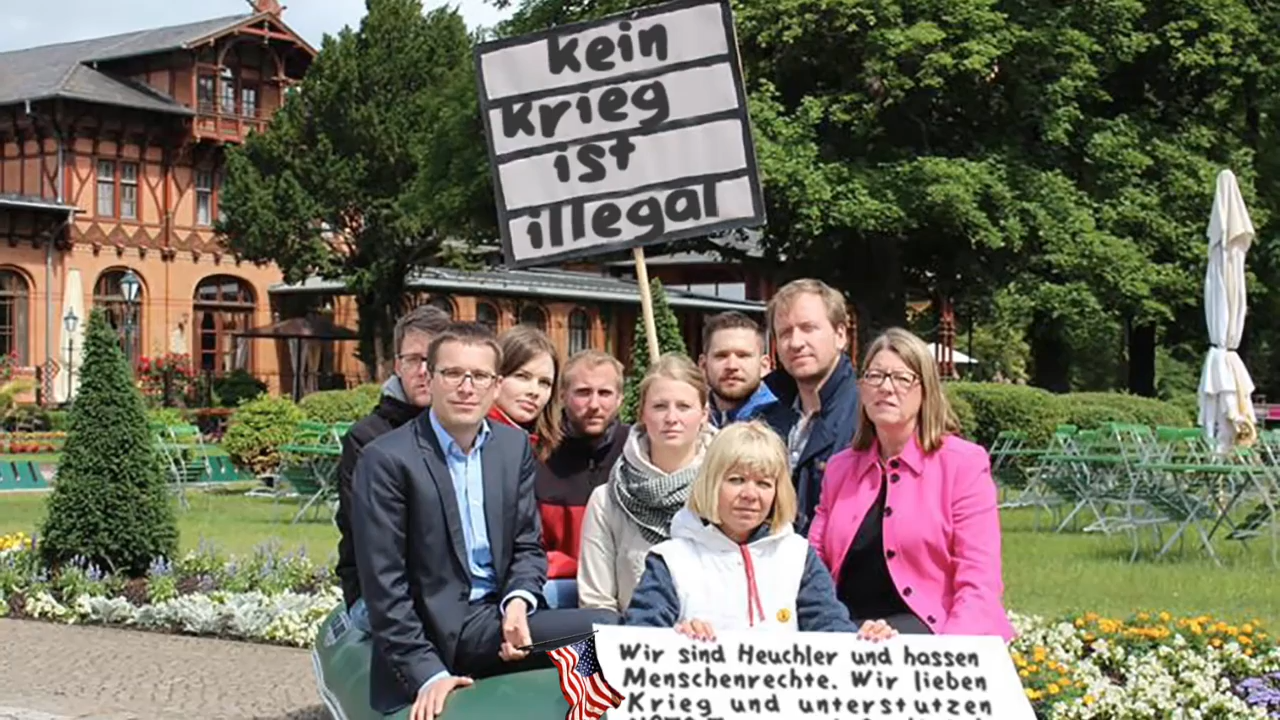 kein
krieg
ist
illegal
Wir sind Heuchler und hassen
Menschenrechte. Wir lieben
Krieg und unterstutzen